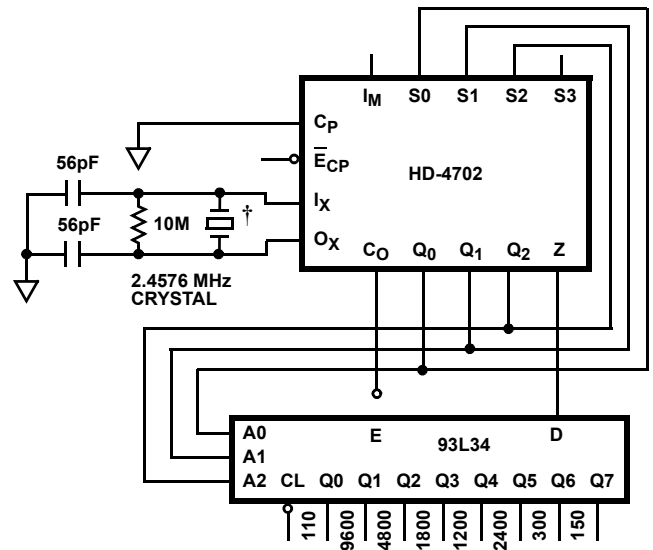 I_M S0 S1 S2 S3
C_P
E̅_CP
HD-4702
56pF
I_X
56pF
10M
†
O_X
C_O Q_0 Q_1 Q_2 Z
2.4576 MHz
CRYSTAL
A0 E 93L34 D
A1
A2 CL Q0 Q1 Q2 Q3 Q4 Q5 Q6 Q7
110 9600 4800 1800 1200 2400 300 150